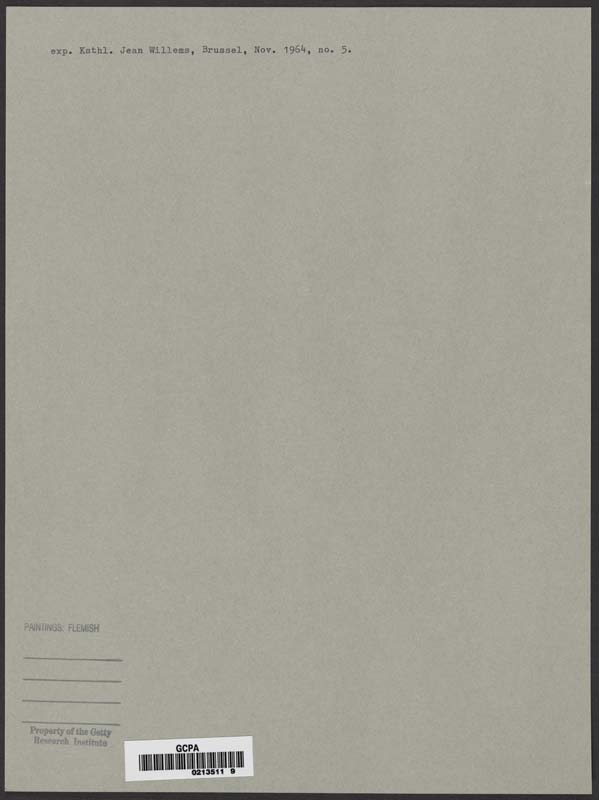 exp. Ksthl. Jean Willems, Brussel, Nov. 1964, no. 5.
PAINTINGS: FLEMISH
Property of the Getty
Research Institute
GCPA
0213511 9